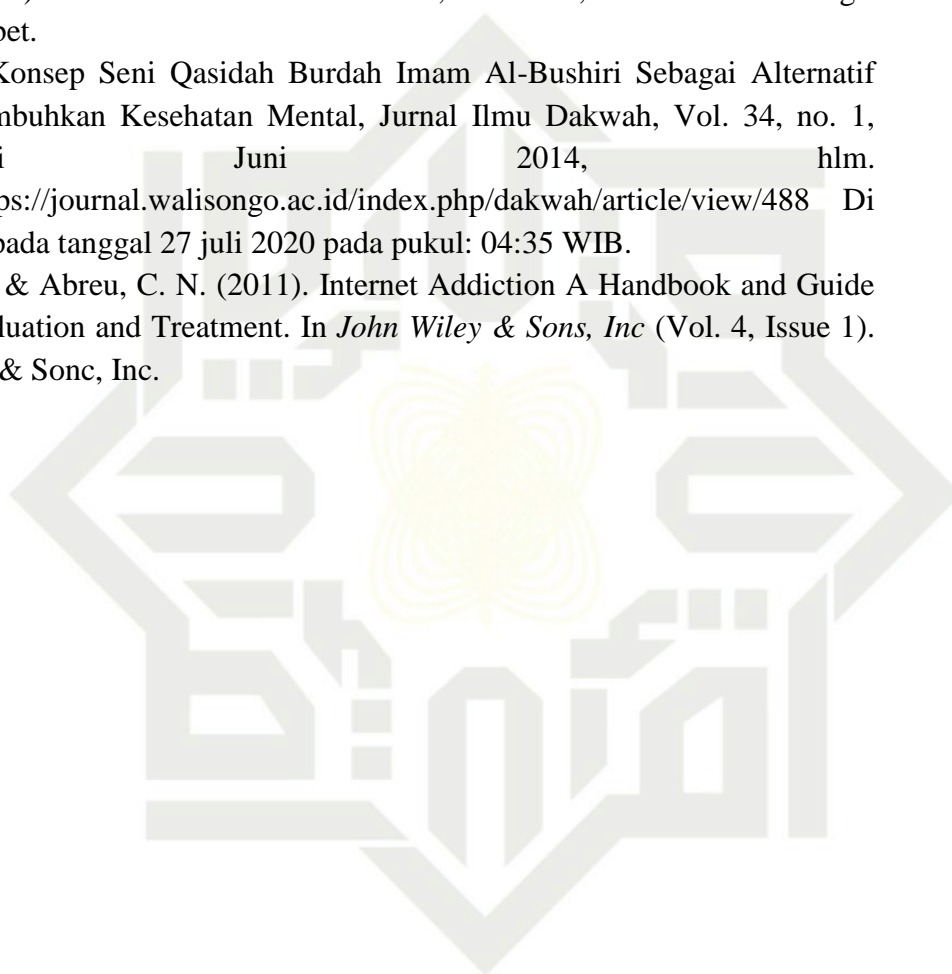 bet.
Konsep Seni Qasidah Burdah Imam Al-Bushiri Sebagai Alternatif
mbuhkan Kesehatan Mental, Jurnal Ilmu Dakwah, Vol. 34, no. 1,
i Juni 2014, hlm.
ps://journal.walisongo.ac.id/index.php/dakwah/article/view/488 Di
pada tanggal 27 juli 2020 pada pukul: 04:35 WIB.
& Abreu, C. N. (2011). Internet Addiction A Handbook and Guide
luation and Treatment. In John Wiley & Sons, Inc (Vol. 4, Issue 1).
& Sonc, Inc.